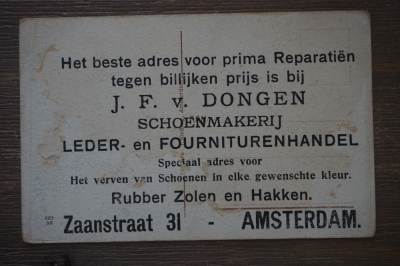 Het beste adres voor prima Reparatiën
tegen billijken prijs is bij
J. F. v. DONGEN
SCHOENMAKERIJ
LEDER- en FOURNITURENHANDEL
Speciaal adres voor
Het verven van Schoenen in elke gewenschte kleur.
Rubber Zolen en Hakken.
Zaanstraat 31 - AMSTERDAM.